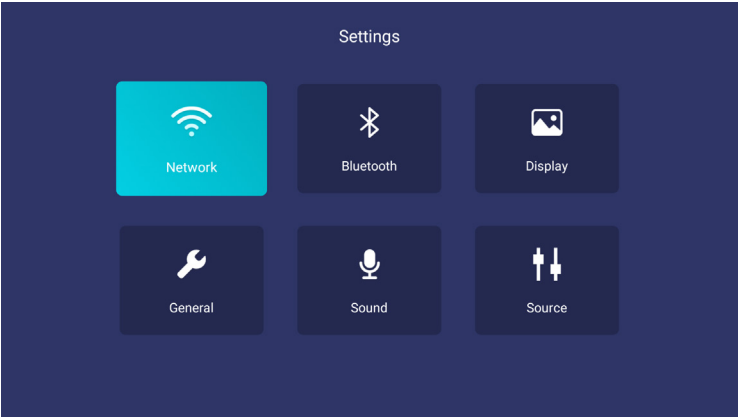 Settings
Network
Bluetooth
Display
General
Sound
Source